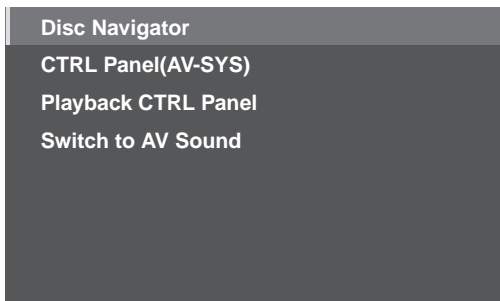 Disc Navigator
CTRL Panel(AV-SYS)
Playback CTRL Panel
Switch to AV Sound